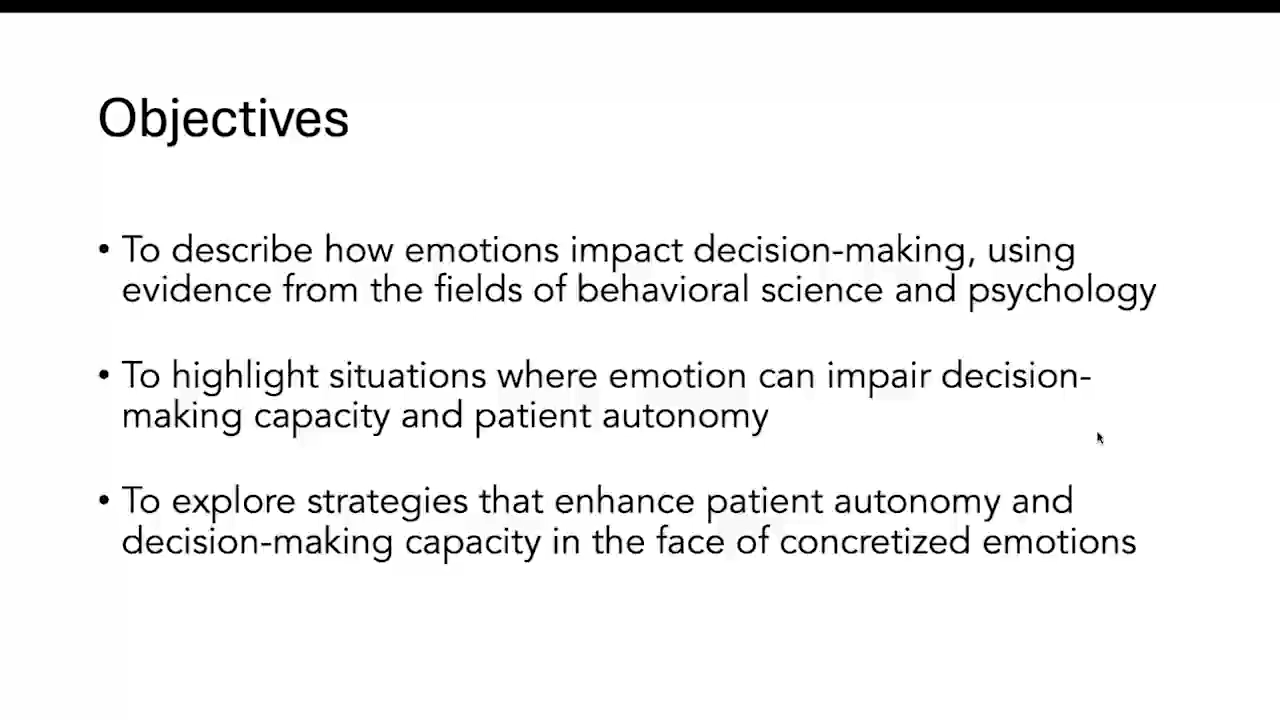 Objectives
• To describe how emotions impact decision-making, using
evidence from the fields of behavioral science and psychology
• To highlight situations where emotion can impair decision-
making capacity and patient autonomy
• To explore strategies that enhance patient autonomy and
decision-making capacity in the face of concretized emotions